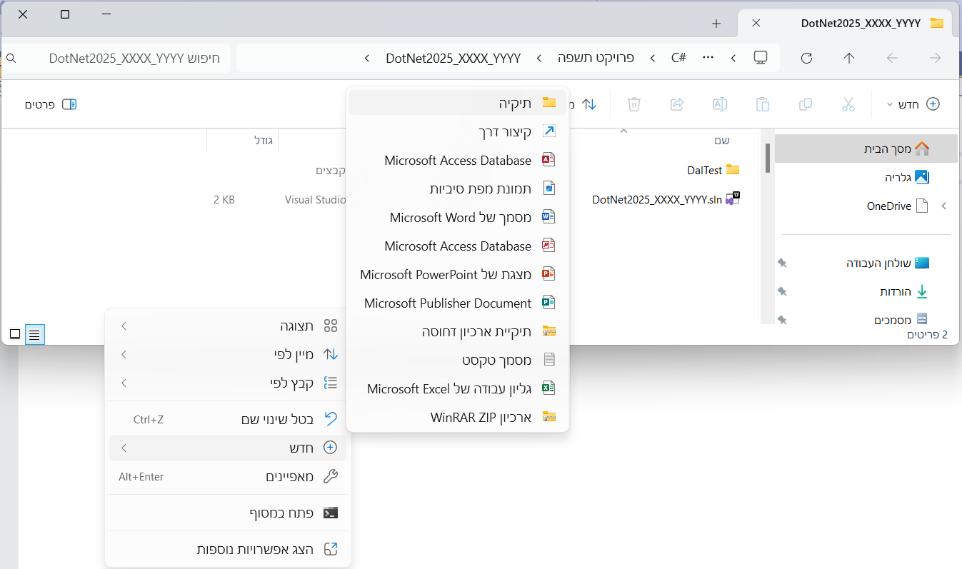 DotNet2025_XXXX_YYYY
C# פרויקט תשפה DotNet2025_XXXX_YYYY
חיפוש DotNet2025_XXXX_YYYY
חדש
פרטים
מסך הבית
גלריה
OneDrive
שולחן העבודה
הורדות
מסמכים
2 פריטים
שם
גודל
DalTest
קבצים
DotNet2025_XXXX_YYYY.sln
Visual Studio
2 KB
תיקיה
קיצור דרך
Microsoft Access Database
תמונת מפת סיביות
מסמך של Microsoft Word
Microsoft Access Database
מצגת של Microsoft PowerPoint
Microsoft Publisher Document
תיקיית ארכיון דחוסה
מסמך טקסט
גליון עבודה של Microsoft Excel
ארכיון WinRAR ZIP
תצוגה
מיין לפי
קבץ לפי
בטל שינוי שם Ctrl+Z
חדש
מאפיינים Alt+Enter
פתח במסוף
הצג אפשרויות נוספות